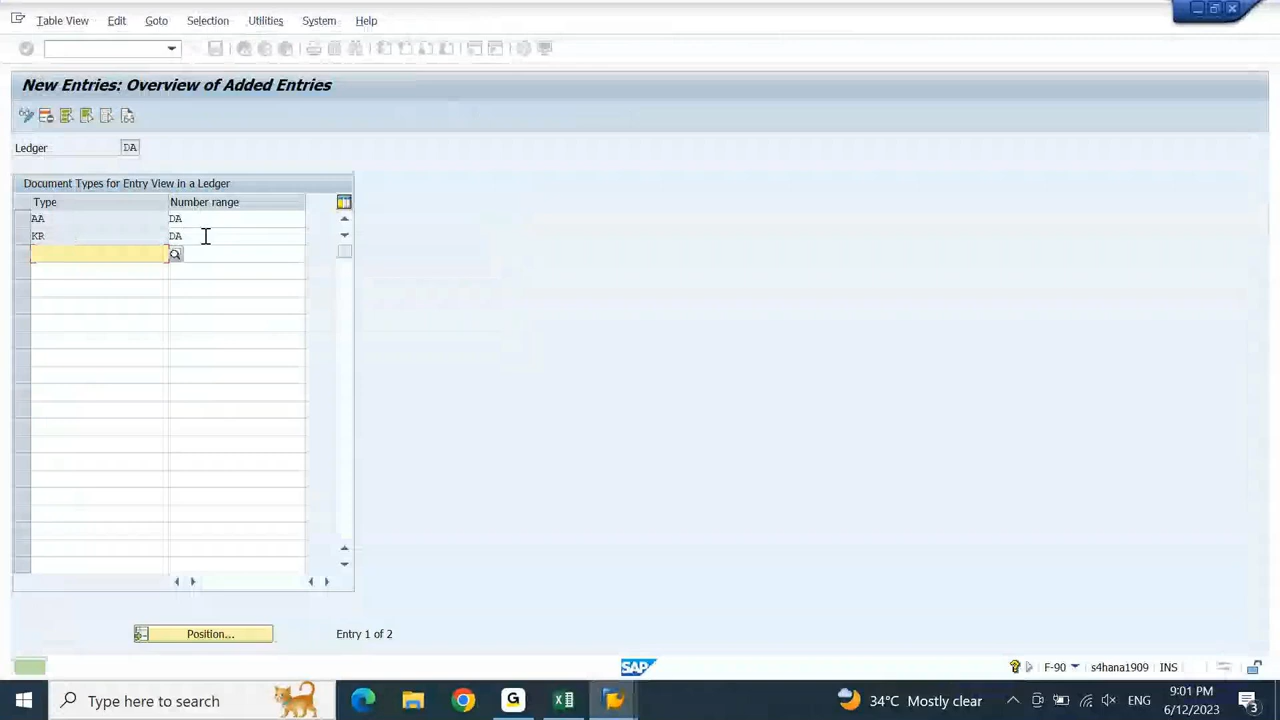 Table View Edit Goto Selection Utilities System Help
New Entries: Overview of Added Entries
Ledger DA
Document Types for Entry View in a Ledger
Type Number range
AA DA
KR DA
Position... Entry 1 of 2
SAP F-90 s4hana1909 INS
Type here to search G 34°C Mostly clear ENG 9:01 PM
6/12/2023 3